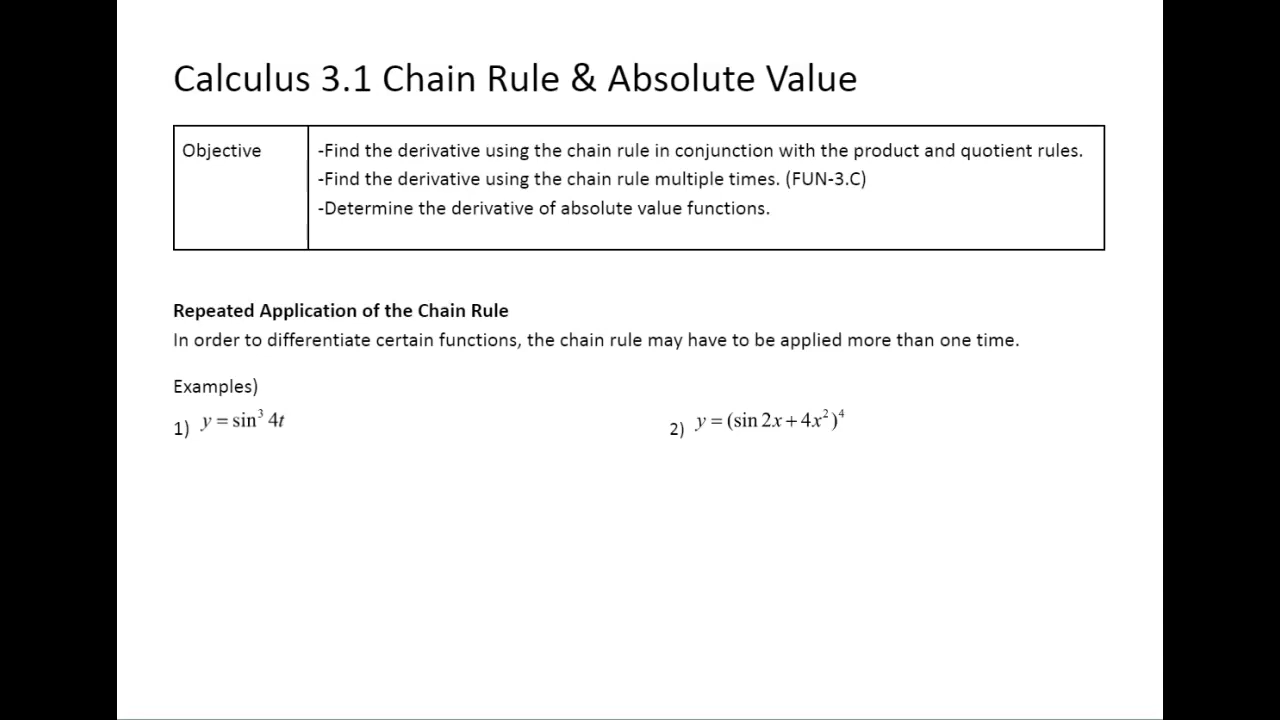 Calculus 3.1 Chain Rule & Absolute Value
Objective
-Find the derivative using the chain rule in conjunction with the product and quotient rules.
-Find the derivative using the chain rule multiple times. (FUN-3.C)
-Determine the derivative of absolute value functions.
Repeated Application of the Chain Rule
In order to differentiate certain functions, the chain rule may have to be applied more than one time.
Examples)
1) y = sin³ 4t
2) y = (sin 2x + 4x²)⁴